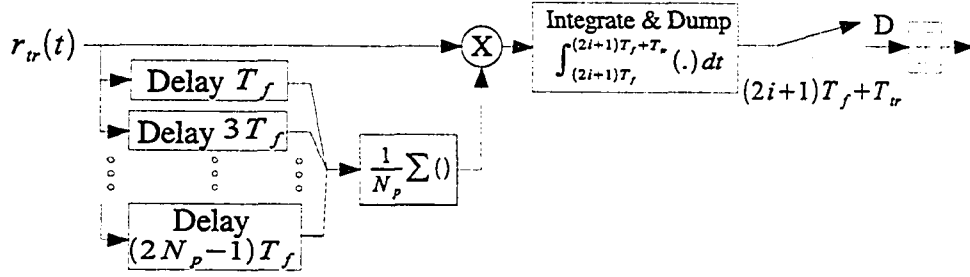 r_{tr}(t)
Delay T_f
Delay 3T_f
Delay
(2N_p-1)T_f
\frac{1}{N_p}\sum()
X
Integrate & Dump
\int_{(2i+1)T_f}^{(2i+1)T_f+T_{tr}}(.)dt
D
(2i+1)T_f+T_{tr}